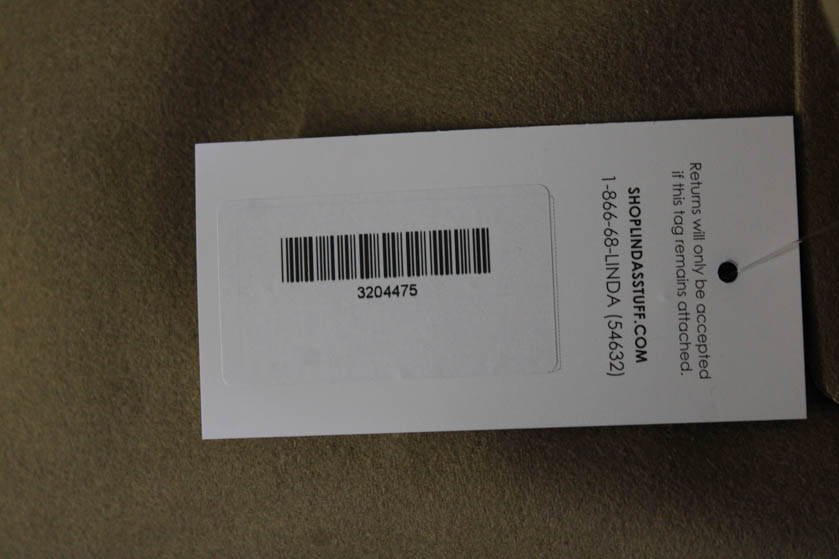 Returns will only be accepted
if this tag remains attached.
SHOPLINDASSTUFF.COM
1-866-68-LINDA (54632)
3204475